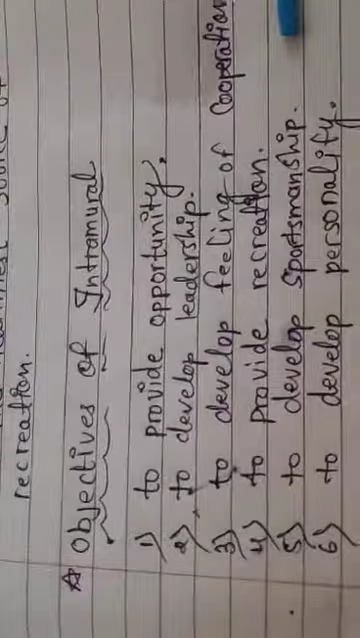 recreation.
☆ Objectives of Intramural
1) to provide opportunity.
2) to develop leadership.
3) to develop feeling of Cooperation
4) to provide recreation.
5) to develop sportsmanship.
6) to develop personality.